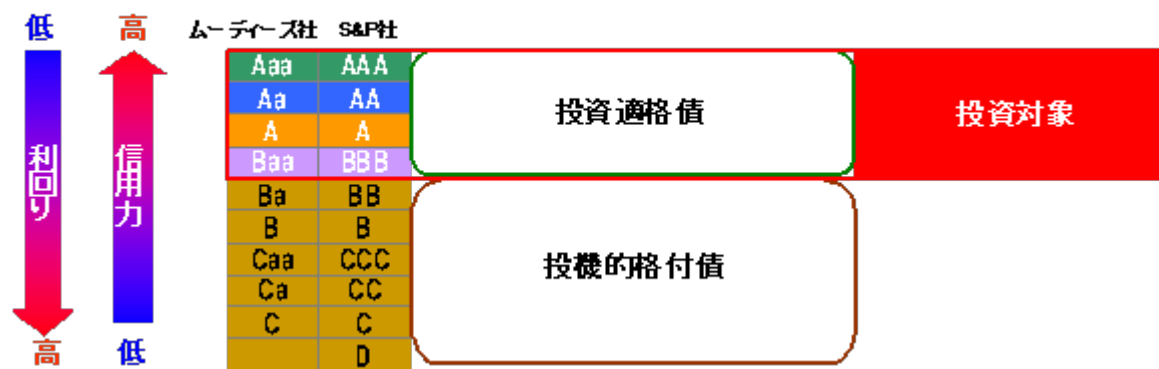 低 高 ムーディーズ社 S&P社
Aaa AAA
Aa AA
投資適格値 投資対象
A A
Baa BBB
利回り 信用力
Ba BB
B B
Caa CCC
投機的格付値
Ca CC
C C
高 低 D